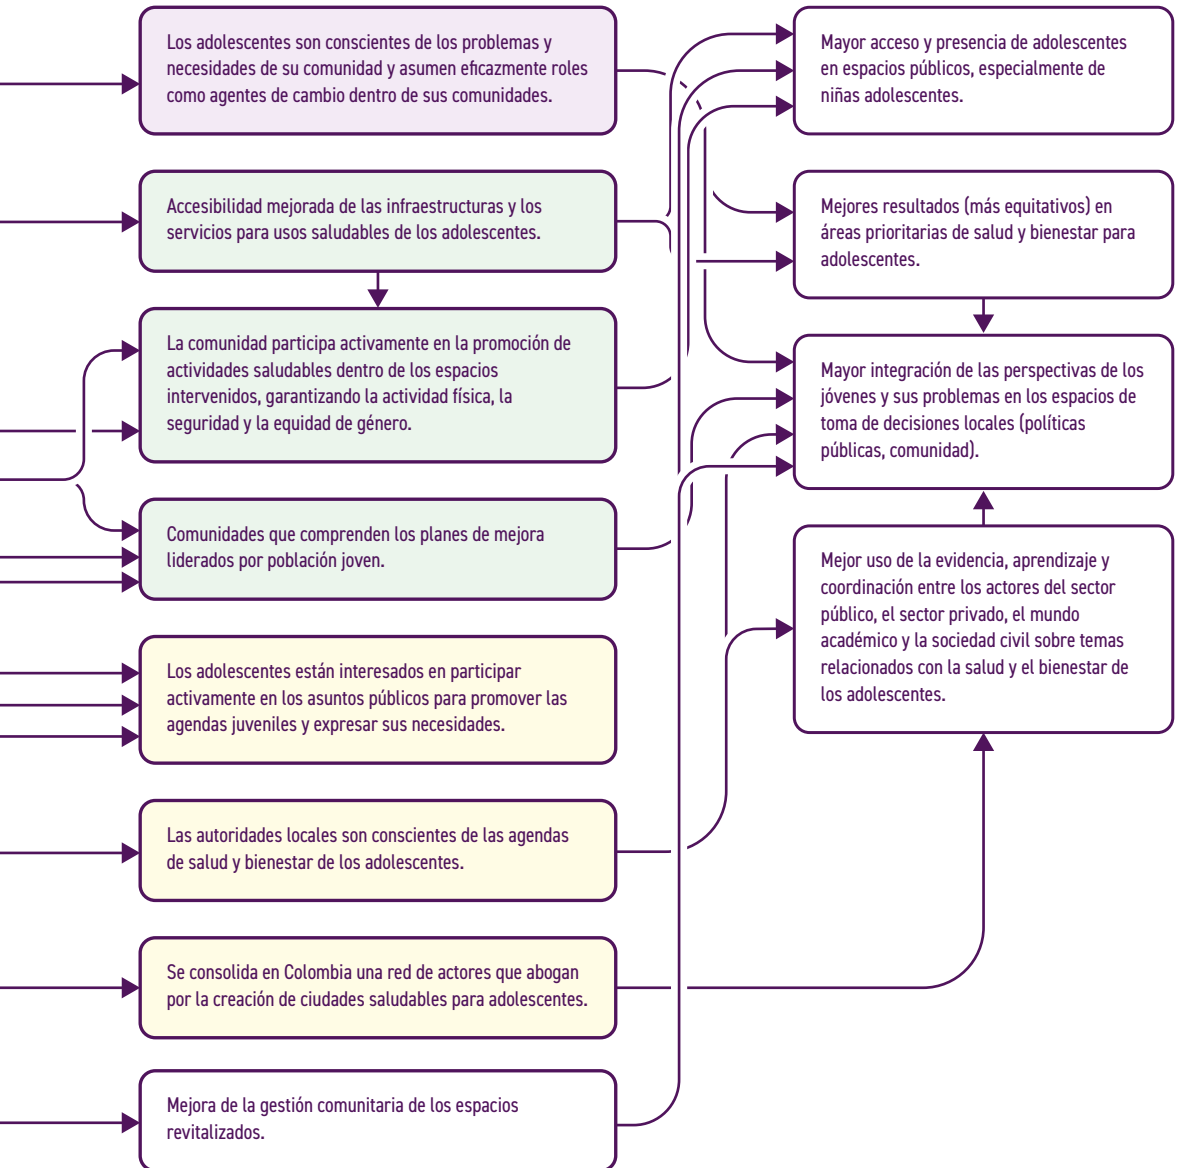 Los adolescentes son conscientes de los problemas y
necesidades de su comunidad y asumen eficazmente roles
como agentes de cambio dentro de sus comunidades.
Accesibilidad mejorada de las infraestructuras y los
servicios para usos saludables de los adolescentes.
La comunidad participa activamente en la promoción de
actividades saludables dentro de los espacios
intervenidos, garantizando la actividad física, la
seguridad y la equidad de género.
Comunidades que comprenden los planes de mejora
liderados por población joven.
Los adolescentes están interesados en participar
activamente en los asuntos públicos para promover las
agendas juveniles y expresar sus necesidades.
Las autoridades locales son conscientes de las agendas
de salud y bienestar de los adolescentes.
Se consolida en Colombia una red de actores que abogan
por la creación de ciudades saludables para adolescentes.
Mejora de la gestión comunitaria de los espacios
revitalizados.
Mayor acceso y presencia de adolescentes
en espacios públicos, especialmente de
niñas adolescentes.
Mejores resultados (más equitativos) en
áreas prioritarias de salud y bienestar para
adolescentes.
Mayor integración de las perspectivas de los
jóvenes y sus problemas en los espacios de
toma de decisiones locales (políticas
públicas, comunidad).
Mejor uso de la evidencia, aprendizaje y
coordinación entre los actores del sector
público, el sector privado, el mundo
académico y la sociedad civil sobre temas
relacionados con la salud y el bienestar de
los adolescentes.